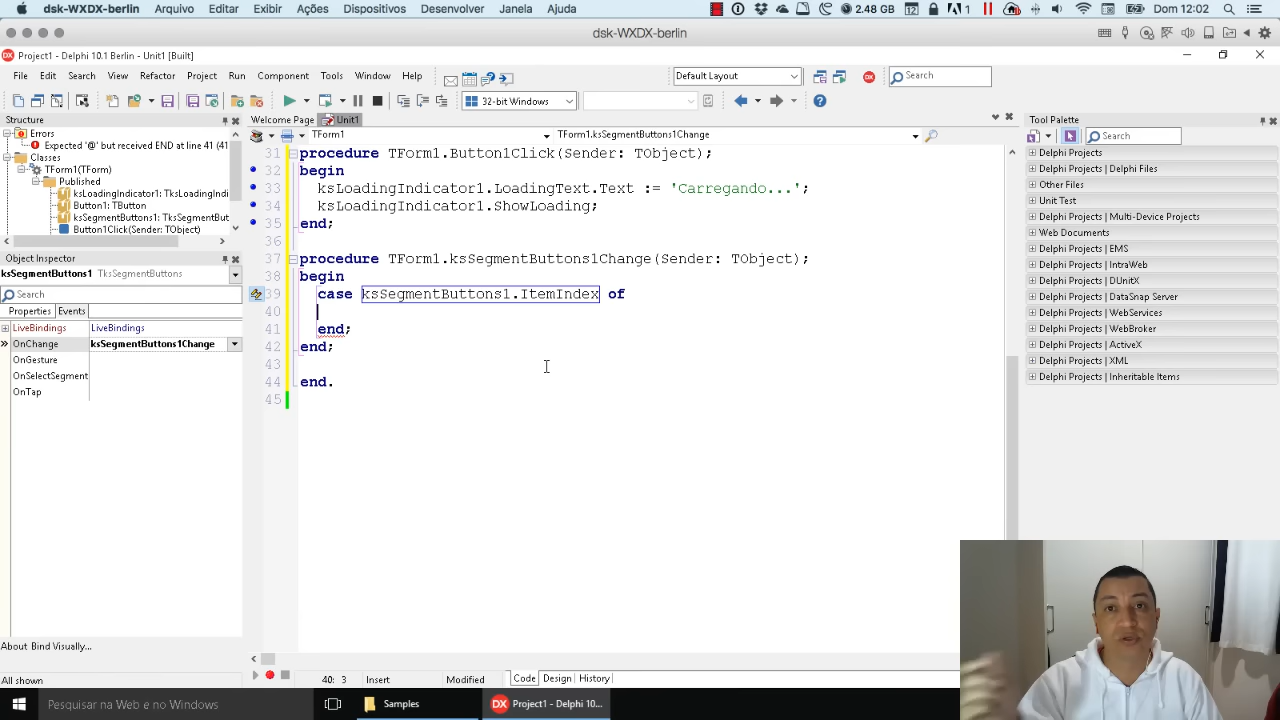 dsk-WXDX-berlin Arquivo Editar Exibir Ações Dispositivos Desenvolver Janela Ajuda 2.48 GB 12 1 Dom 12:02
dsk-WXDX-berlin
Project1 - Delphi 10.1 Berlin - Unit1 [Built]
File Edit Search View Refactor Project Run Component Tools Window Help Default Layout Search
32-bit Windows
Structure
Errors
Expected '@' but received END at line 41 (41
Classes
TForm1(TForm)
Published
ksLoadingIndicator1: TksLoadingIndicat
Button1: TButton
ksSegmentButtons1: TksSegmentBut
Button1Click(Sender: TObject)
Object Inspector
ksSegmentButtons1 TksSegmentButtons
Search
Properties Events
LiveBindings LiveBindings
OnChange ksSegmentButtons1Change
OnGesture
OnSelectSegment
OnTap
About Bind Visually...
All shown
Welcome Page Unit1
TForm1 TForm1.ksSegmentButtons1Change
31 procedure TForm1.Button1Click(Sender: TObject);
32 begin
33 ksLoadingIndicator1.LoadingText.Text := 'Carregando...';
34 ksLoadingIndicator1.ShowLoading;
35 end;
36
37 procedure TForm1.ksSegmentButtons1Change(Sender: TObject);
38 begin
39 case ksSegmentButtons1.ItemIndex of
40
41 end;
42 end;
43
44 end.
45
40: 3 Insert Modified Code Design History
Tool Palette
Search
Delphi Projects
Delphi Projects | Delphi Files
Other Files
Unit Test
Delphi Projects | Multi-Device Projects
Web Documents
Delphi Projects | EMS
Delphi Projects | IntraWeb
Delphi Projects | DUnitX
Delphi Projects | DataSnap Server
Delphi Projects | WebServices
Delphi Projects | WebBroker
Delphi Projects | ActiveX
Delphi Projects | XML
Delphi Projects | Inheritable Items
Pesquisar na Web e no Windows Samples DX Project1 - Delphi 10...